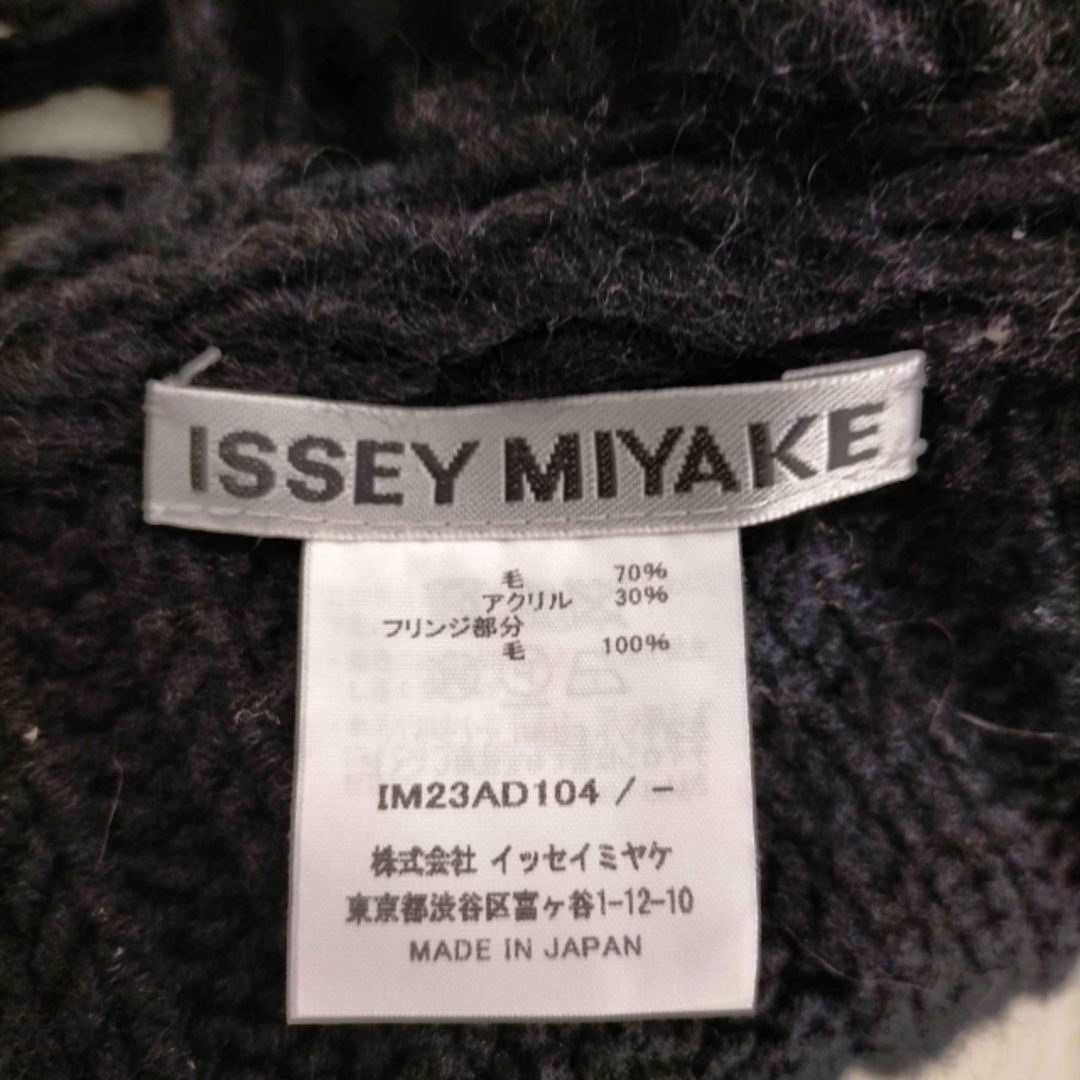 ISSEY MIYAKE
毛 70%
アクリル 30%
フリンジ部分
毛 100%
IM23AD104 / -
株式会社 イッセイミヤケ
東京都渋谷区富ヶ谷1-12-10
MADE IN JAPAN